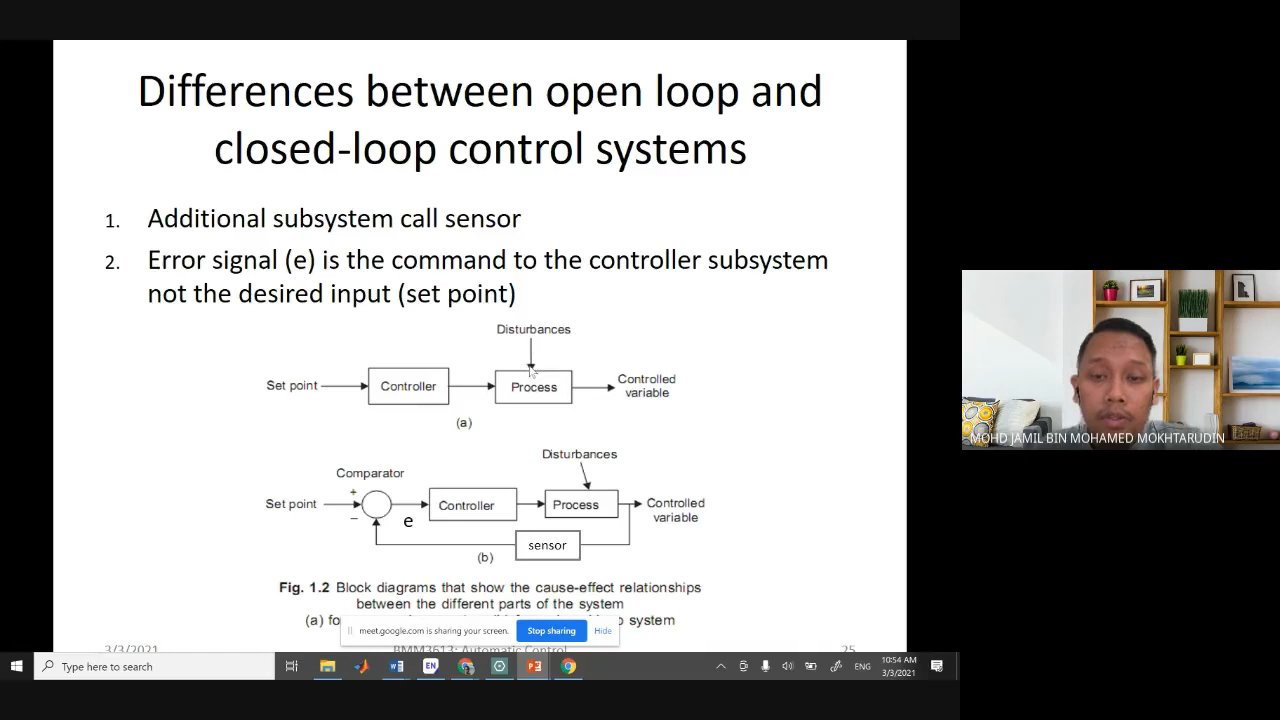 Differences between open loop and
closed-loop control systems
1. Additional subsystem call sensor
2. Error signal (e) is the command to the controller subsystem
not the desired input (set point)
Disturbances
Set point
Controller
Process
Controlled
variable
(a)
Disturbances
Comparator
+
Set point
−
e
Controller
Process
Controlled
variable
sensor
(b)
Fig. 1.2 Block diagrams that show the cause-effect relationships
between the different parts of the system
(a) fo
system
meet.google.com is sharing your screen.
Stop sharing
Hide
3/3/2021
BMM3613: Automatic Control
25
MOHD JAMIL BIN MOHAMED MOKHTARUDIN
Type here to search
EN
ENG
10:54 AM
3/3/2021